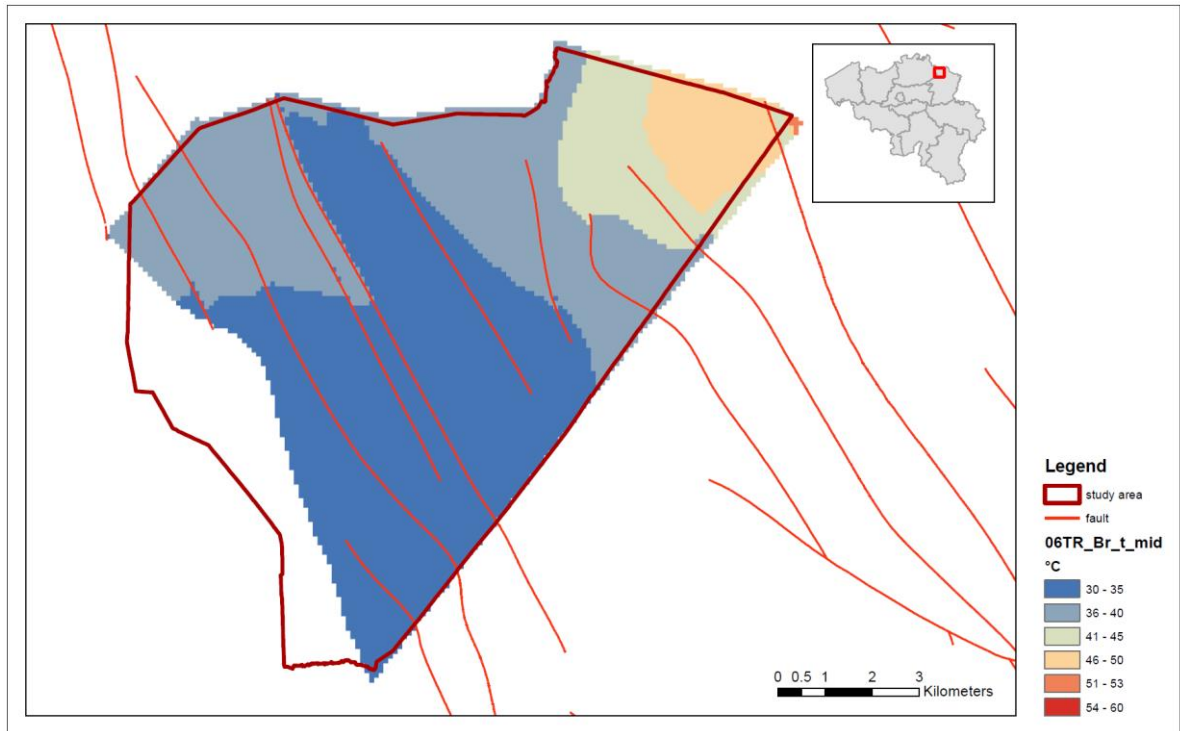 Legend
study area
fault
06TR_Br_t_mid
°C
30 - 35
36 - 40
41 - 45
46 - 50
51 - 53
54 - 60
0 0.5 1 2 3
Kilometers